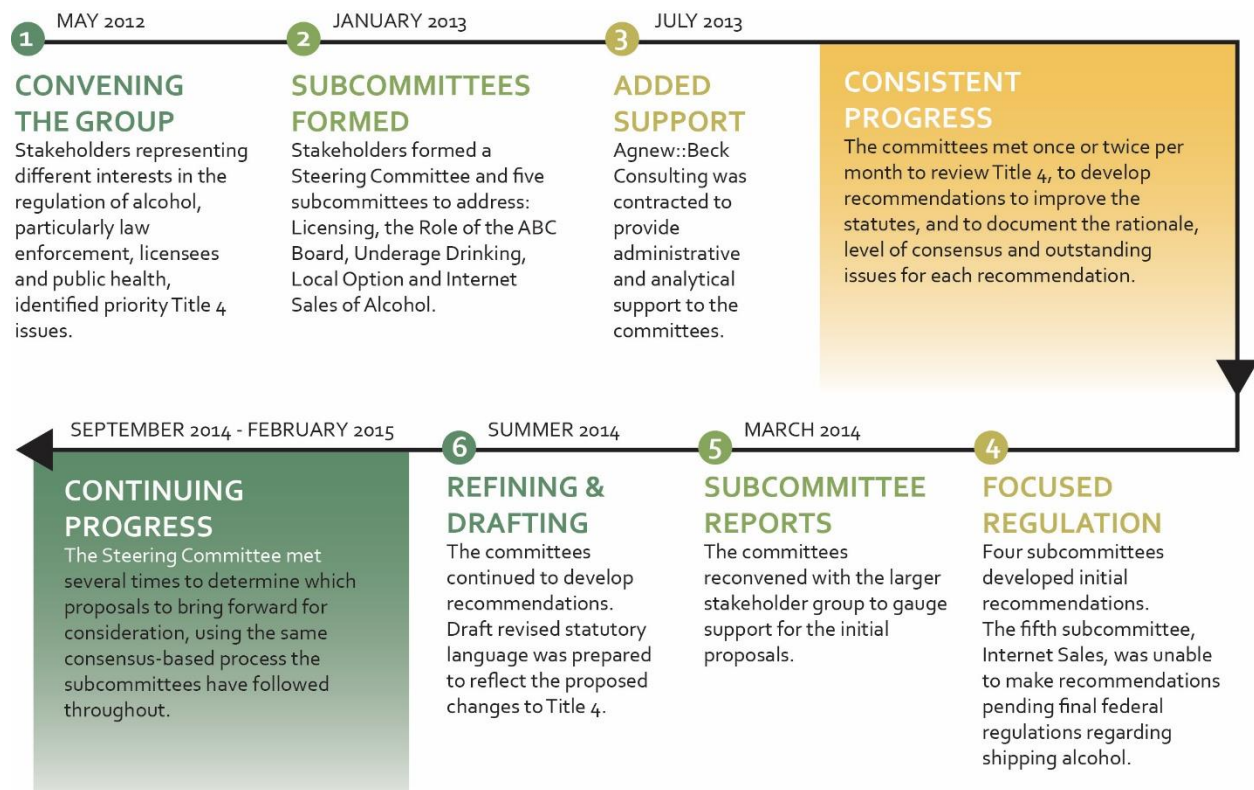 1
MAY 2012
CONVENING
THE GROUP
Stakeholders representing
different interests in the
regulation of alcohol,
particularly law
enforcement, licensees
and public health,
identified priority Title 4
issues.
2
JANUARY 2013
SUBCOMMITTEES
FORMED
Stakeholders formed a
Steering Committee and five
subcommittees to address:
Licensing, the Role of the ABC
Board, Underage Drinking,
Local Option and Internet
Sales of Alcohol.
3
JULY 2013
ADDED
SUPPORT
Agnew::Beck
Consulting was
contracted to
provide
administrative
and analytical
support to the
committees.
CONSISTENT
PROGRESS
The committees met once or twice per
month to review Title 4, to develop
recommendations to improve the
statutes, and to document the rationale,
level of consensus and outstanding
issues for each recommendation.
4
FOCUSED
REGULATION
Four subcommittees
developed initial
recommendations.
The fifth subcommittee,
Internet Sales, was unable
to make recommendations
pending final federal
regulations regarding
shipping alcohol.
5
MARCH 2014
SUBCOMMITTEE
REPORTS
The committees
reconvened with the larger
stakeholder group to gauge
support for the initial
proposals.
6
SUMMER 2014
REFINING &
DRAFTING
The committees
continued to develop
recommendations.
Draft revised statutory
language was prepared
to reflect the proposed
changes to Title 4.
SEPTEMBER 2014 - FEBRUARY 2015
CONTINUING
PROGRESS
The Steering Committee met
several times to determine which
proposals to bring forward for
consideration, using the same
consensus-based process the
subcommittees have followed
throughout.